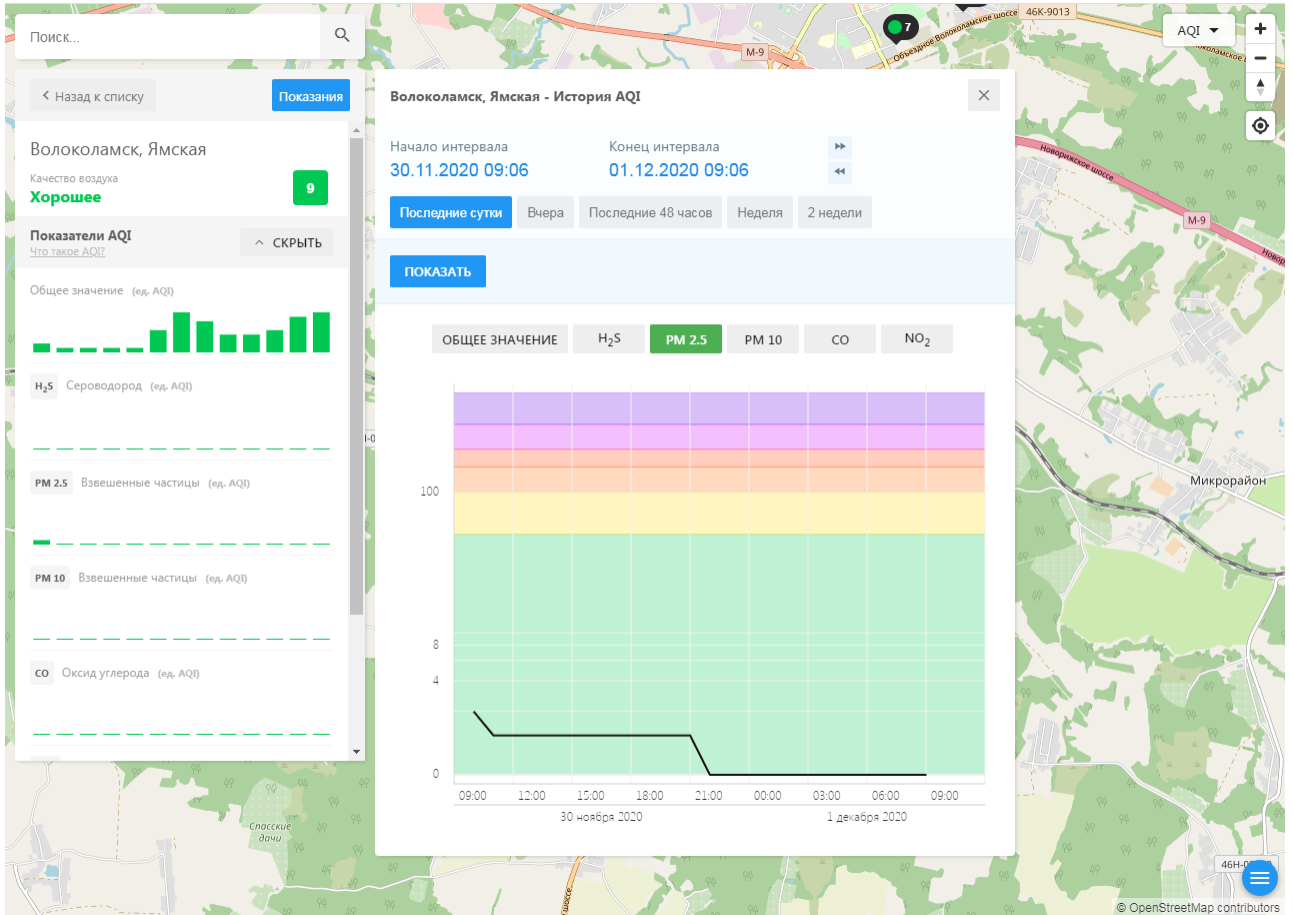 Поиск...
46К-9013
7
Объездное Волоколамск шоссе
М-9
AQI
Назад к списку
Показания
Волоколамск, Ямская - История AQI
Волоколамск, Ямская
Качество воздуха
Хорошее
9
Начало интервала
30.11.2020 09:06
Конец интервала
01.12.2020 09:06
Новорижское шоссе
М-9
Последние сутки
Вчера
Последние 48 часов
Неделя
2 недели
Показатели AQI
Что такое AQI?
СКРЫТЬ
ПОКАЗАТЬ
Общее значение (ед. AQI)
ОБЩЕЕ ЗНАЧЕНИЕ
H2S
PM 2.5
PM 10
CO
NO2
H2S Сероводород (ед. AQI)
PM 2.5 Взвешенные частицы (ед. AQI)
PM 10 Взвешенные частицы (ед. AQI)
CO Оксид углерода (ед. AQI)
100
8
4
0
Микрорайон
09:00
12:00
15:00
18:00
21:00
00:00
03:00
06:00
09:00
30 ноября 2020
1 декабря 2020
Спасские
дачи
шоссе
© OpenStreetMap contributors